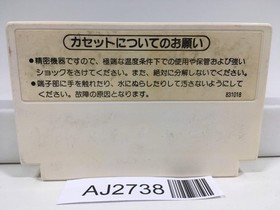 カセットについてのお願い
●精密機器ですので、極端な温度条件下での使用や保管および強い
ショックをさけてください。また、絶対に分解しないでください。
●端子部に手を触れたり、水にぬらしたりして汚さないようにして
ください。故障の原因となります。
831018
AJ2738